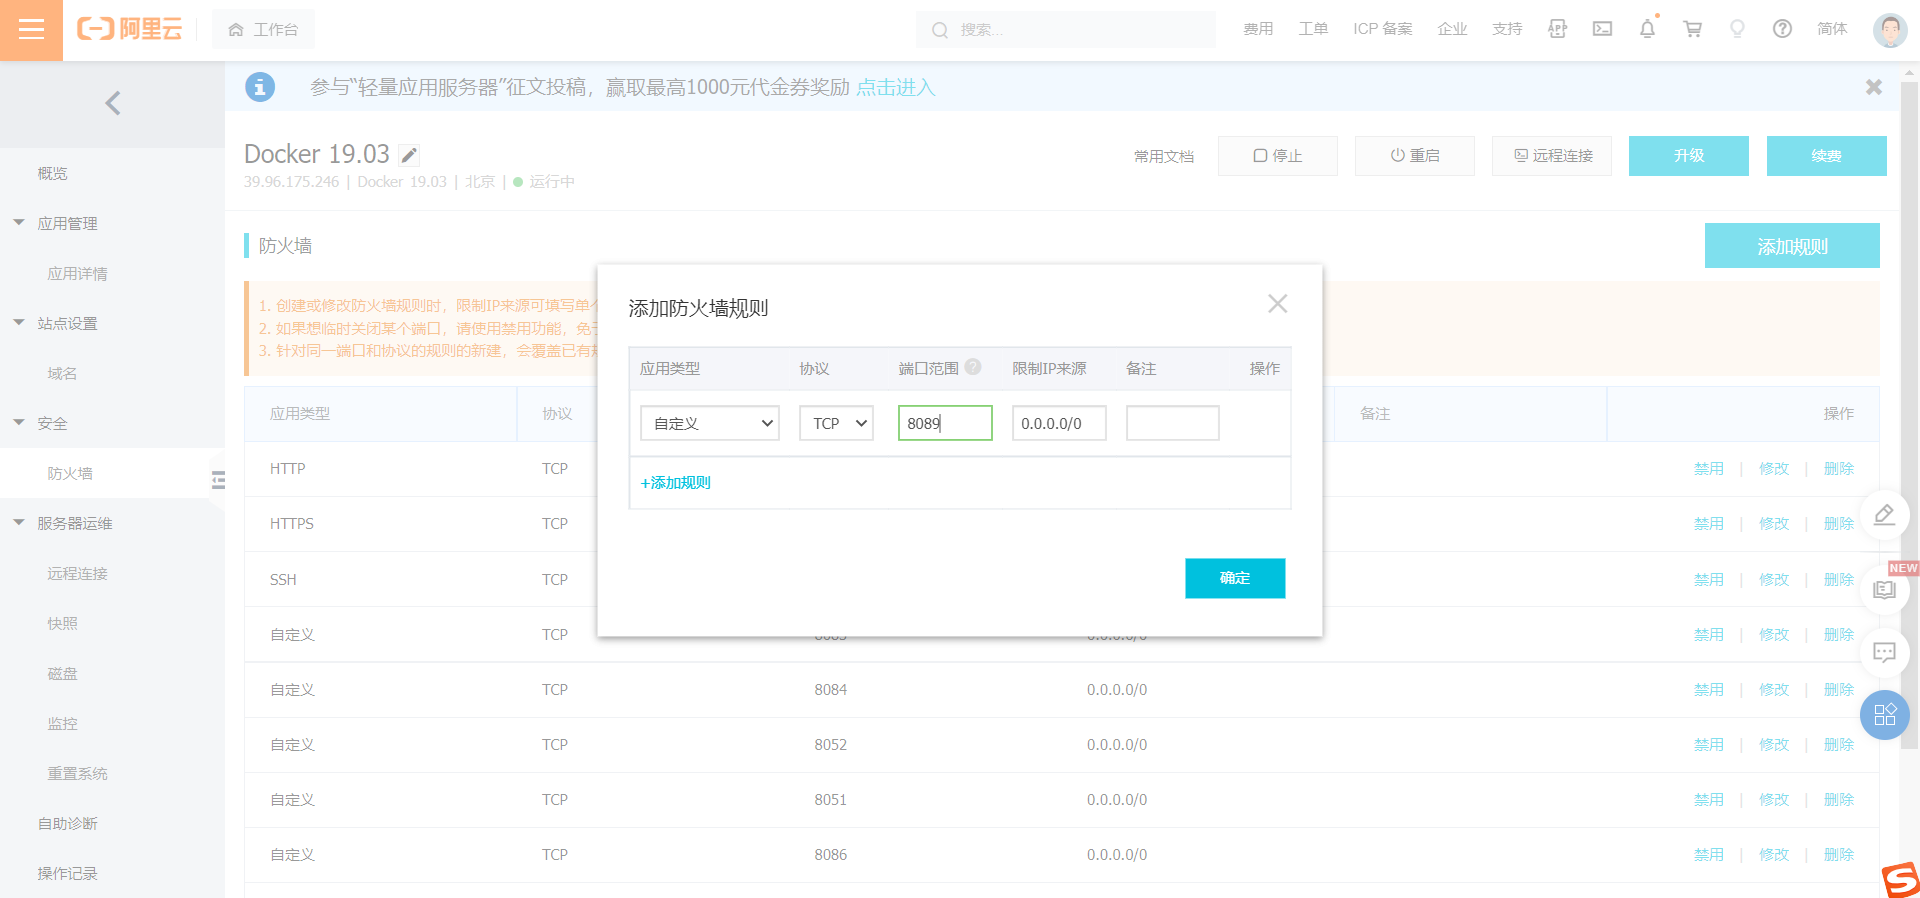 阿里云
工作台
搜索...
费用
工单
ICP 备案
企业
支持
APP
简体
参与“轻量应用服务器”征文投稿，赢取最高1000元代金券奖励 点击进入
Docker 19.03
39.96.175.246 | Docker 19.03 | 北京 | 运行中
常用文档
停止
重启
远程连接
升级
续费
概览
应用管理
应用详情
站点设置
域名
安全
防火墙
服务器运维
远程连接
快照
磁盘
监控
重置系统
自助诊断
操作记录
防火墙
添加规则
1. 创建或修改防火墙规则时，限制IP来源可填写单个
2. 如果想临时关闭某个端口，请使用禁用功能，免于
3. 针对同一端口和协议的规则的新建，会覆盖已有规
应用类型 协议 备注 操作
HTTP TCP 禁用 | 修改 | 删除
HTTPS TCP 禁用 | 修改 | 删除
SSH TCP 禁用 | 修改 | 删除
自定义 TCP 0.0.0.0/0 禁用 | 修改 | 删除
自定义 TCP 8084 0.0.0.0/0 禁用 | 修改 | 删除
自定义 TCP 8052 0.0.0.0/0 禁用 | 修改 | 删除
自定义 TCP 8051 0.0.0.0/0 禁用 | 修改 | 删除
自定义 TCP 8086 0.0.0.0/0 禁用 | 修改 | 删除
添加防火墙规则
应用类型 协议 端口范围 ? 限制IP来源 备注 操作
自定义 TCP 8089 0.0.0.0/0
+添加规则
确定
NEW